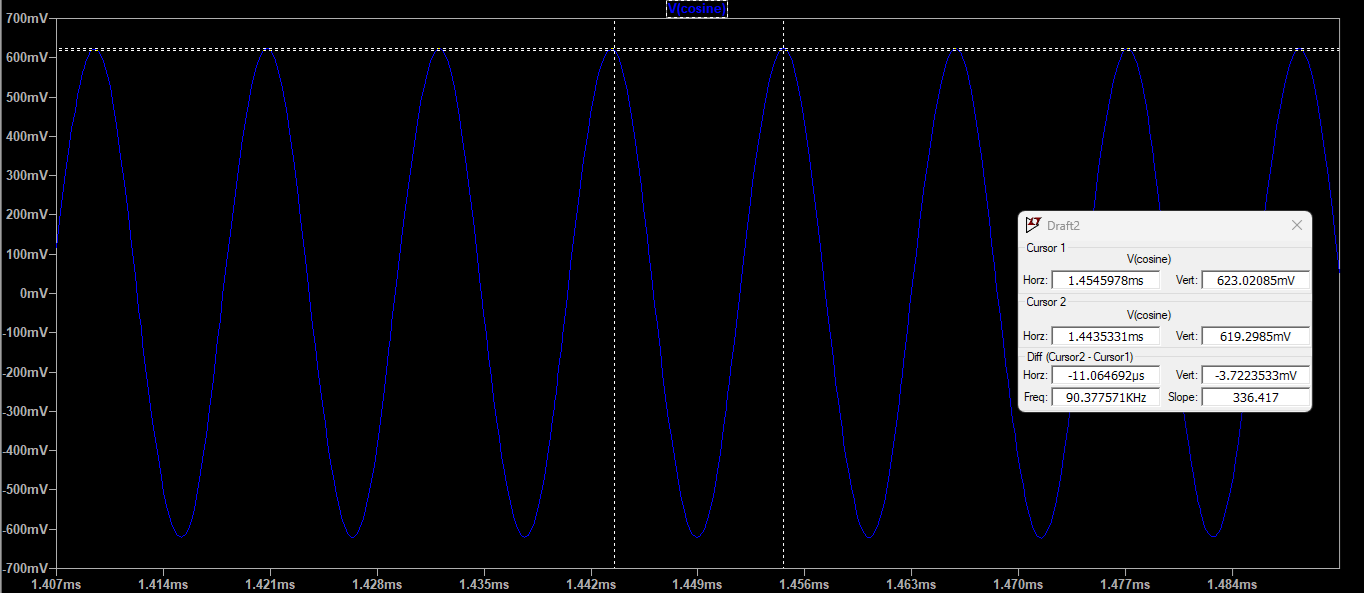 V(cosine)
700mV
600mV
500mV
400mV
300mV
200mV
100mV
0mV
-100mV
-200mV
-300mV
-400mV
-500mV
-600mV
-700mV
1.407ms 1.414ms 1.421ms 1.428ms 1.435ms 1.442ms 1.449ms 1.456ms 1.463ms 1.470ms 1.477ms 1.484ms
Draft2
Cursor 1
V(cosine)
Horz: 1.4545978ms Vert: 623.02085mV
Cursor 2
V(cosine)
Horz: 1.4435331ms Vert: 619.2985mV
Diff (Cursor2 - Cursor1)
Horz: -11.064692µs Vert: -3.7223533mV
Freq: 90.377571KHz Slope: 336.417